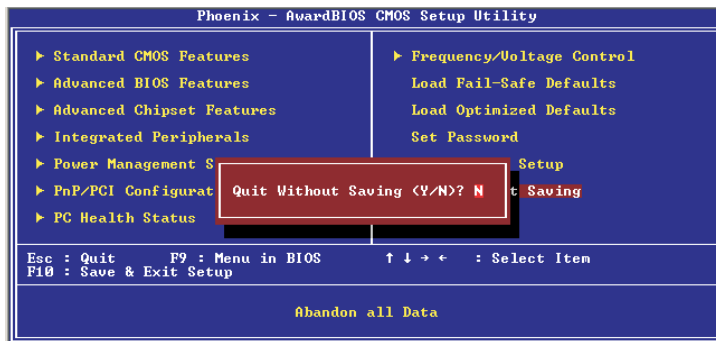 Phoenix - AwardBIOS CMOS Setup Utility
▶ Standard CMOS Features
▶ Advanced BIOS Features
▶ Advanced Chipset Features
▶ Integrated Peripherals
▶ Power Management S
▶ PnP/PCI Configurat
▶ PC Health Status
▶ Frequency/Voltage Control
Load Fail-Safe Defaults
Load Optimized Defaults
Set Password
Setup
t Saving
Quit Without Saving (Y/N)? N
Esc : Quit F9 : Menu in BIOS ↑ ↓ → ← : Select Item
F10 : Save & Exit Setup
Abandon all Data